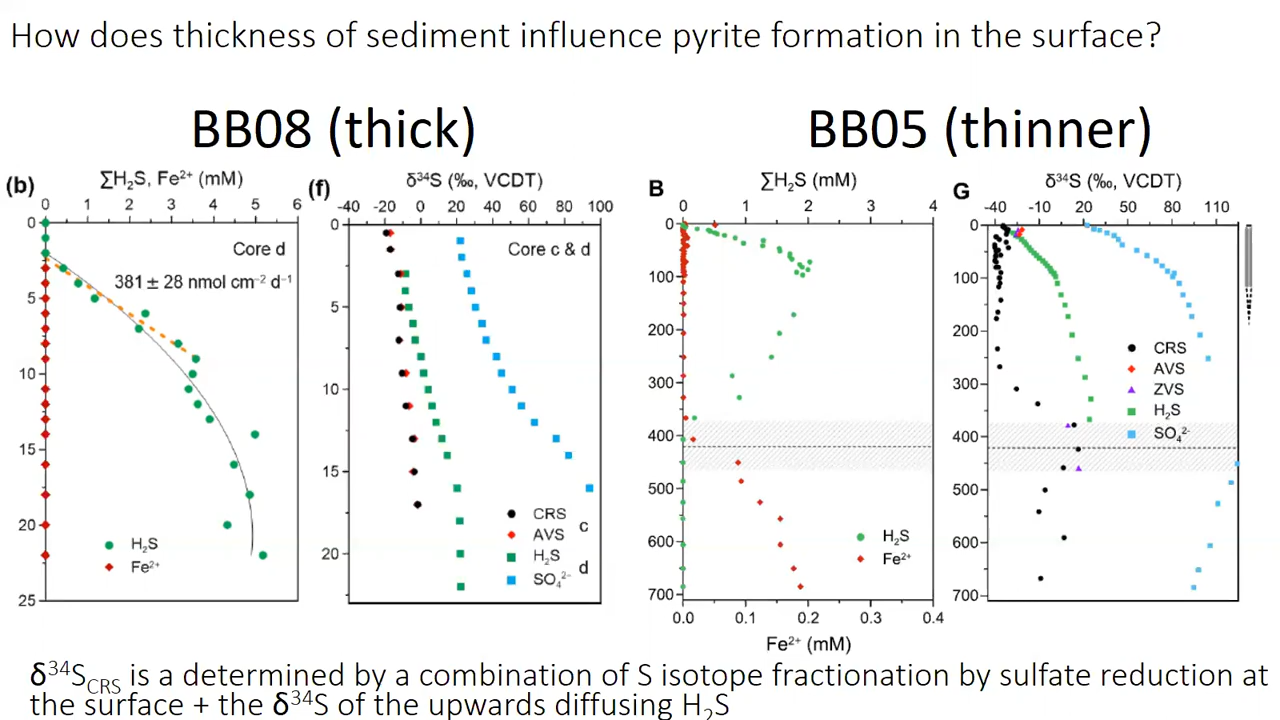 How does thickness of sediment influence pyrite formation in the surface?
BB08 (thick)
BB05 (thinner)
(b)
∑H₂S, Fe²⁺ (mM)
0 1 2 3 4 5 6
0
5
10
15
20
25
Core d
381 ± 28 nmol cm⁻² d⁻¹
H₂S
Fe²⁺
(f)
δ³⁴S (‰, VCDT)
-40 -20 0 20 40 60 80 100
0
5
10
15
20
Core c & d
CRS
c
AVS
H₂S
d
SO₄²⁻
B
∑H₂S (mM)
0 1 2 3 4
0
100
200
300
400
500
600
700
H₂S
Fe²⁺
0.0 0.1 0.2 0.3 0.4
Fe²⁺ (mM)
G
δ³⁴S (‰, VCDT)
-40 -10 20 50 80 110
0
100
200
300
400
500
600
700
CRS
AVS
ZVS
H₂S
SO₄²⁻
δ³⁴S_CRS is a determined by a combination of S isotope fractionation by sulfate reduction at
the surface + the δ³⁴S of the upwards diffusing H₂S